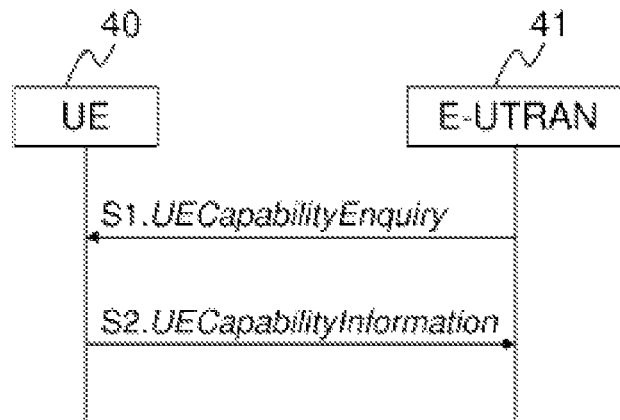 40
41
UE
E-UTRAN
S1.UECapabilityEnquiry
S2.UECapabilityInformation